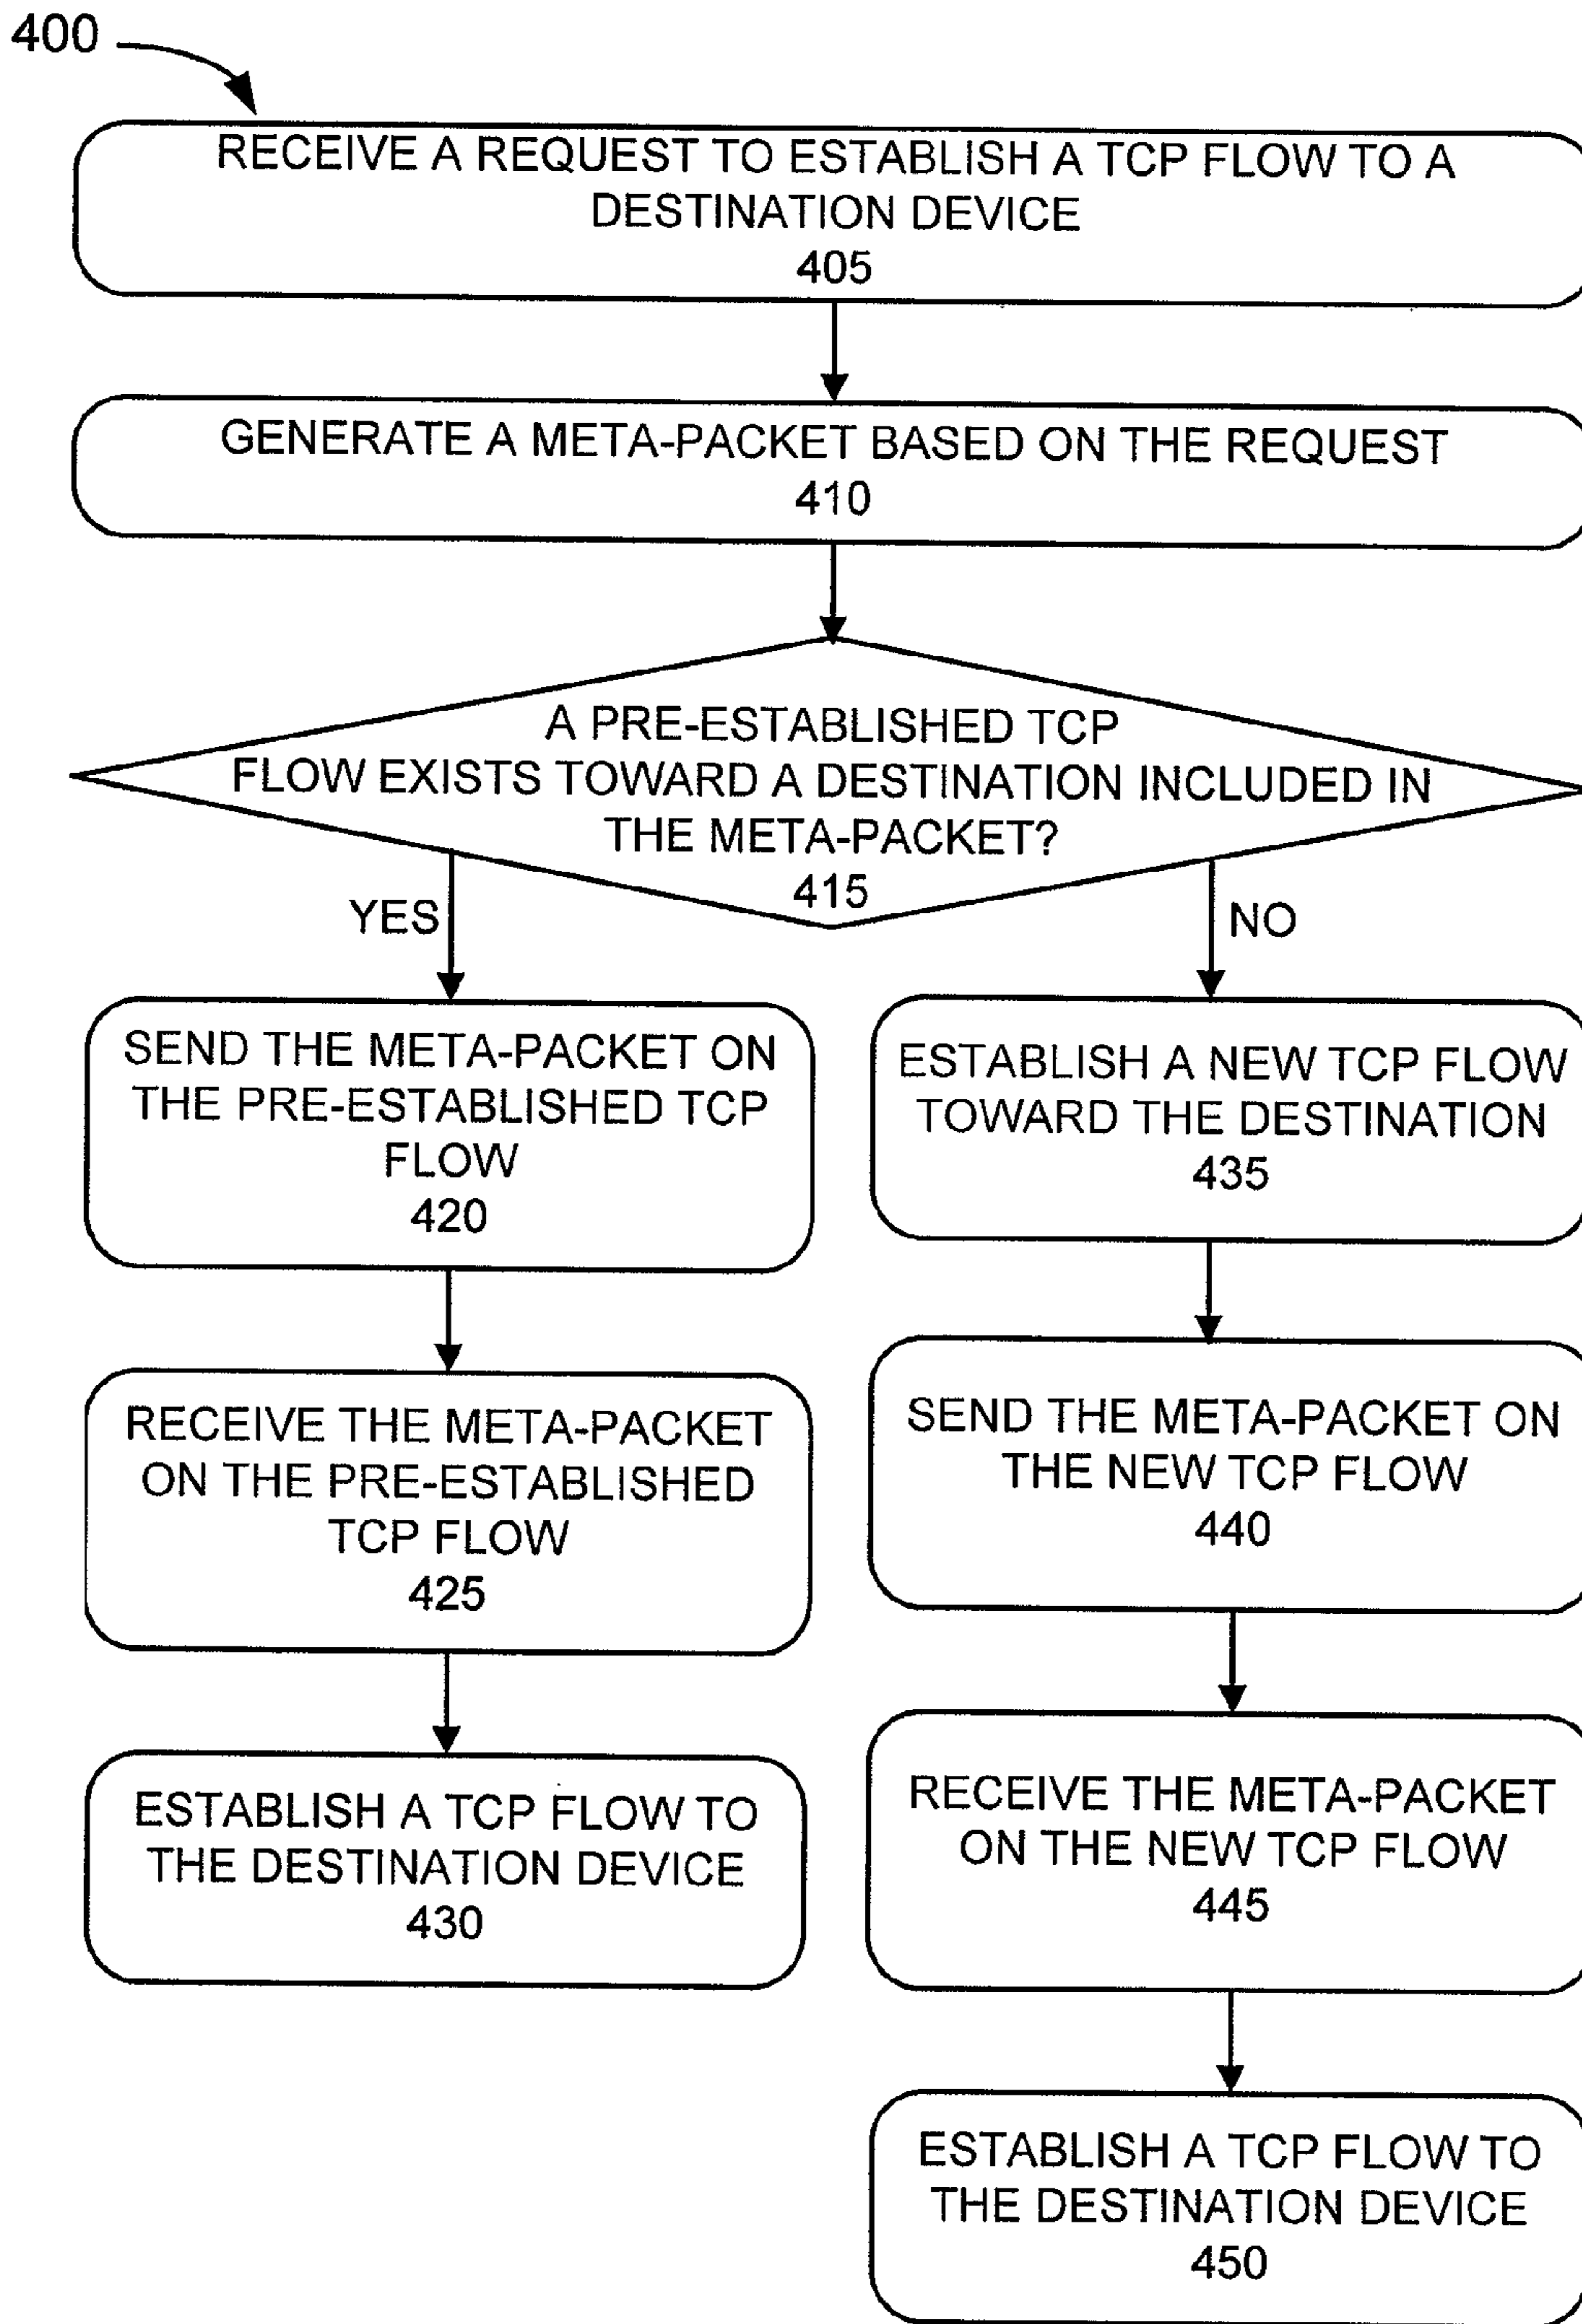 400
RECEIVE A REQUEST TO ESTABLISH A TCP FLOW TO A
DESTINATION DEVICE
405
GENERATE A META-PACKET BASED ON THE REQUEST
410
A PRE-ESTABLISHED TCP
FLOW EXISTS TOWARD A DESTINATION INCLUDED IN
THE META-PACKET?
415
YES
NO
SEND THE META-PACKET ON
THE PRE-ESTABLISHED TCP
FLOW
420
RECEIVE THE META-PACKET
ON THE PRE-ESTABLISHED
TCP FLOW
425
ESTABLISH A TCP FLOW TO
THE DESTINATION DEVICE
430
ESTABLISH A NEW TCP FLOW
TOWARD THE DESTINATION
435
SEND THE META-PACKET ON
THE NEW TCP FLOW
440
RECEIVE THE META-PACKET
ON THE NEW TCP FLOW
445
ESTABLISH A TCP FLOW TO
THE DESTINATION DEVICE
450